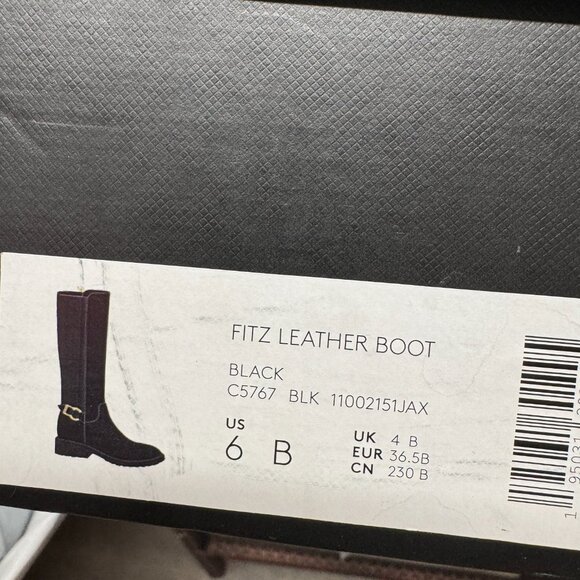 FITZ LEATHER BOOT
BLACK
C5767 BLK 11002151JAX
US
6 B
UK 4 B
EUR 36.5B
CN 230 B